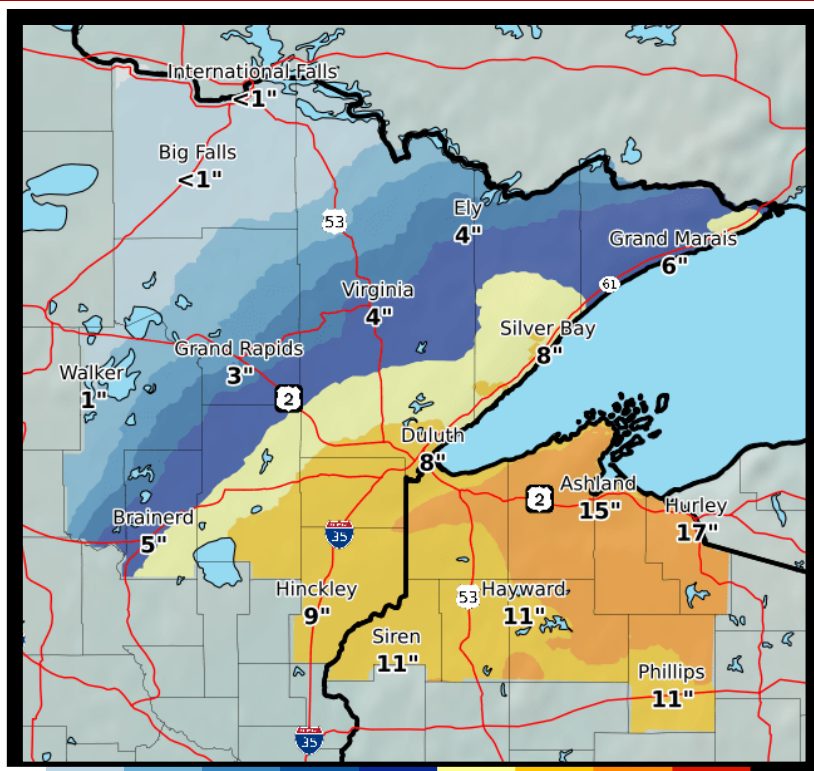 International Falls
<1"
Big Falls
<1"
53
Ely
4"
Grand Marais
6"
61
Virginia
4"
Silver Bay
8"
Grand Rapids
3"
Walker
1"
2
Duluth
8"
Ashland
15"
2
Hurley
17"
Brainerd
5"
35
Hinckley
9"
53
Hayward
11"
Siren
11"
Phillips
11"
35